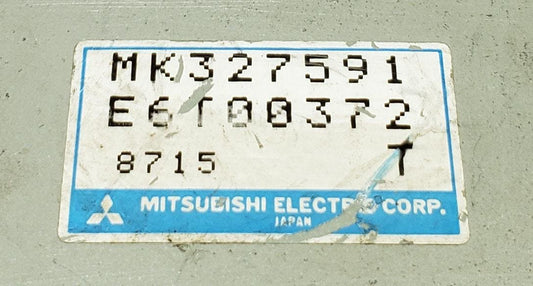 MK327591
E6T00372
8715 T
MITSUBISHI ELECTRIC CORP.
JAPAN